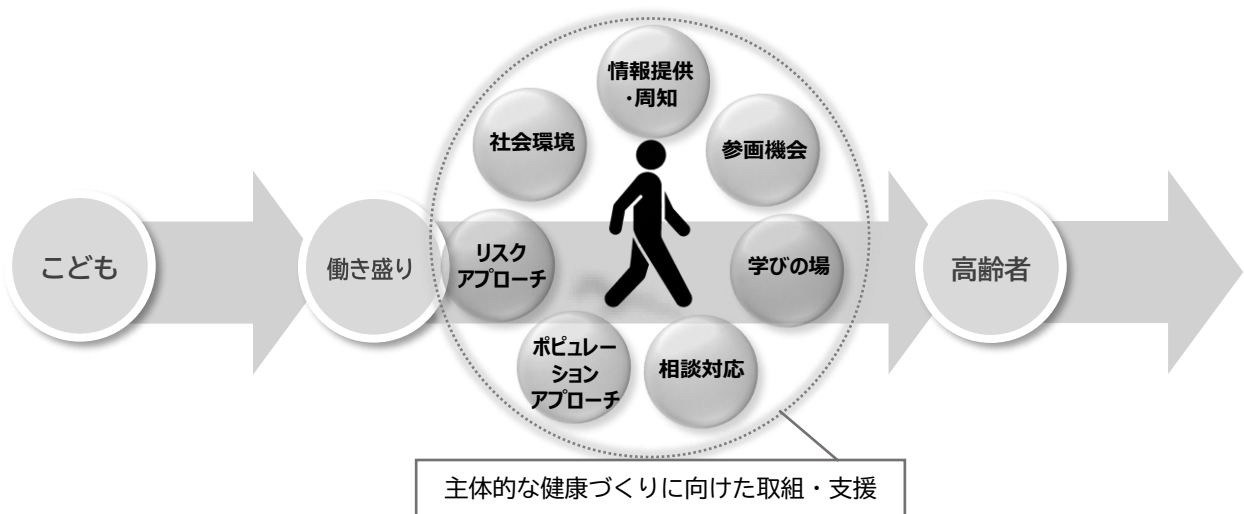 情報提供
・周知
社会環境
参画機会
こども
働き盛り
リスク
アプローチ
学びの場
高齢者
ポピュレー
ション
アプローチ
相談対応
主体的な健康づくりに向けた取組・支援